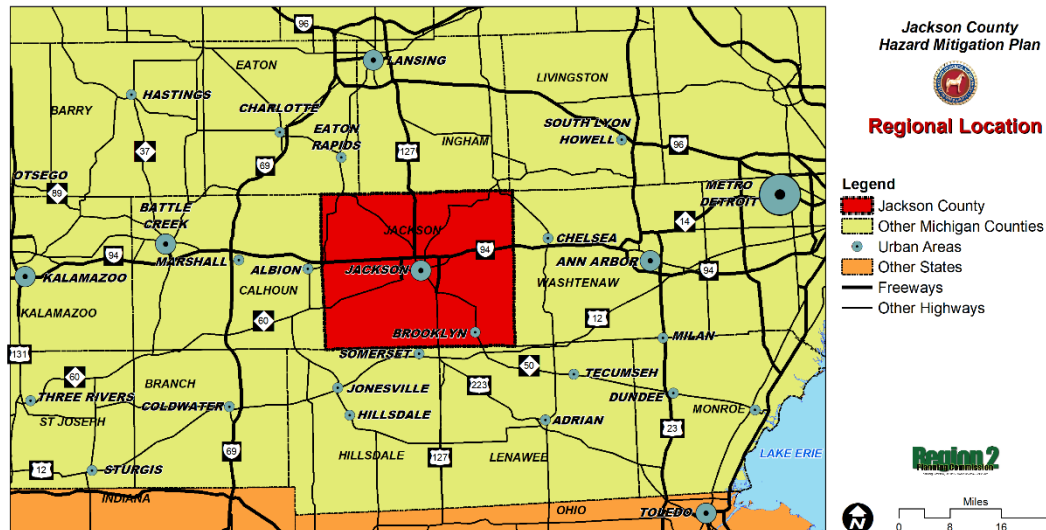 96
LANSING
EATON
LIVINGSTON
BARRY
HASTINGS
CHARLOTTE
EATON
RAPIDS
SOUTH LYON
HOWELL
INGHAM
127
37
69
96
OTSEGO
89
METRO
DETROIT
BATTLE
CREEK
14
JACKSON
94
94
CHELSEA
MARSHALL
ALBION
JACKSON
ANN ARBOR
94
KALAMAZOO
CALHOUN
WASHTENAW
KALAMAZOO
60
12
BROOKLYN
MILAN
131
SOMERSET
60
BRANCH
JONESVILLE
223
50
TECUMSEH
THREE RIVERS
COLDWATER
HILLSDALE
DUNDEE
MONROE
ST JOSEPH
ADRIAN
23
69
HILLSDALE
127
LENAWEE
LAKE ERIE
12
STURGIS
INDIANA
OHIO
TOLEDO
Jackson County
Hazard Mitigation Plan
Regional Location
Legend
Jackson County
Other Michigan Counties
Urban Areas
Other States
Freeways
Other Highways
Region 2
Planning Commission
N
Miles
0 8 16